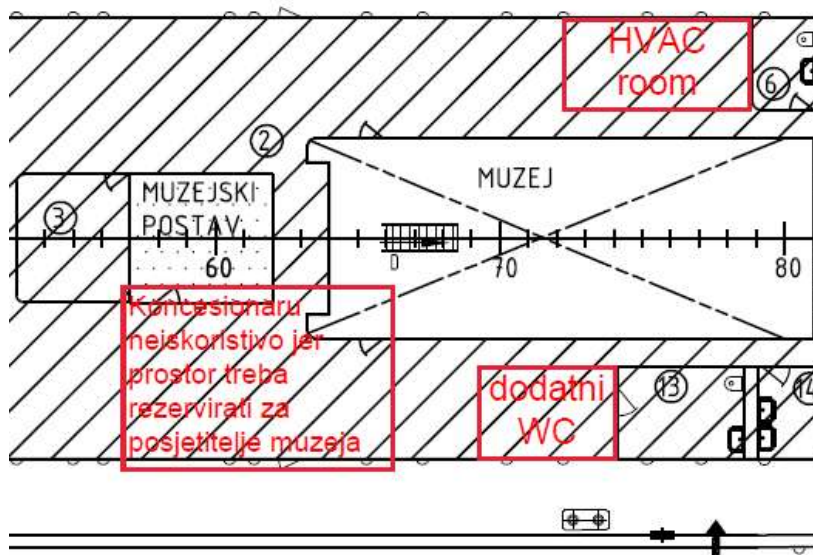 HVAC
room
6
2
MUZEJ
MUZEJSKI
POSTAV
3
60
D
70
80
Koncesionaru
neiskoristivo jer
prostor treba
rezervirati za
posjetitelje muzeja
dodatni
WC
13
14